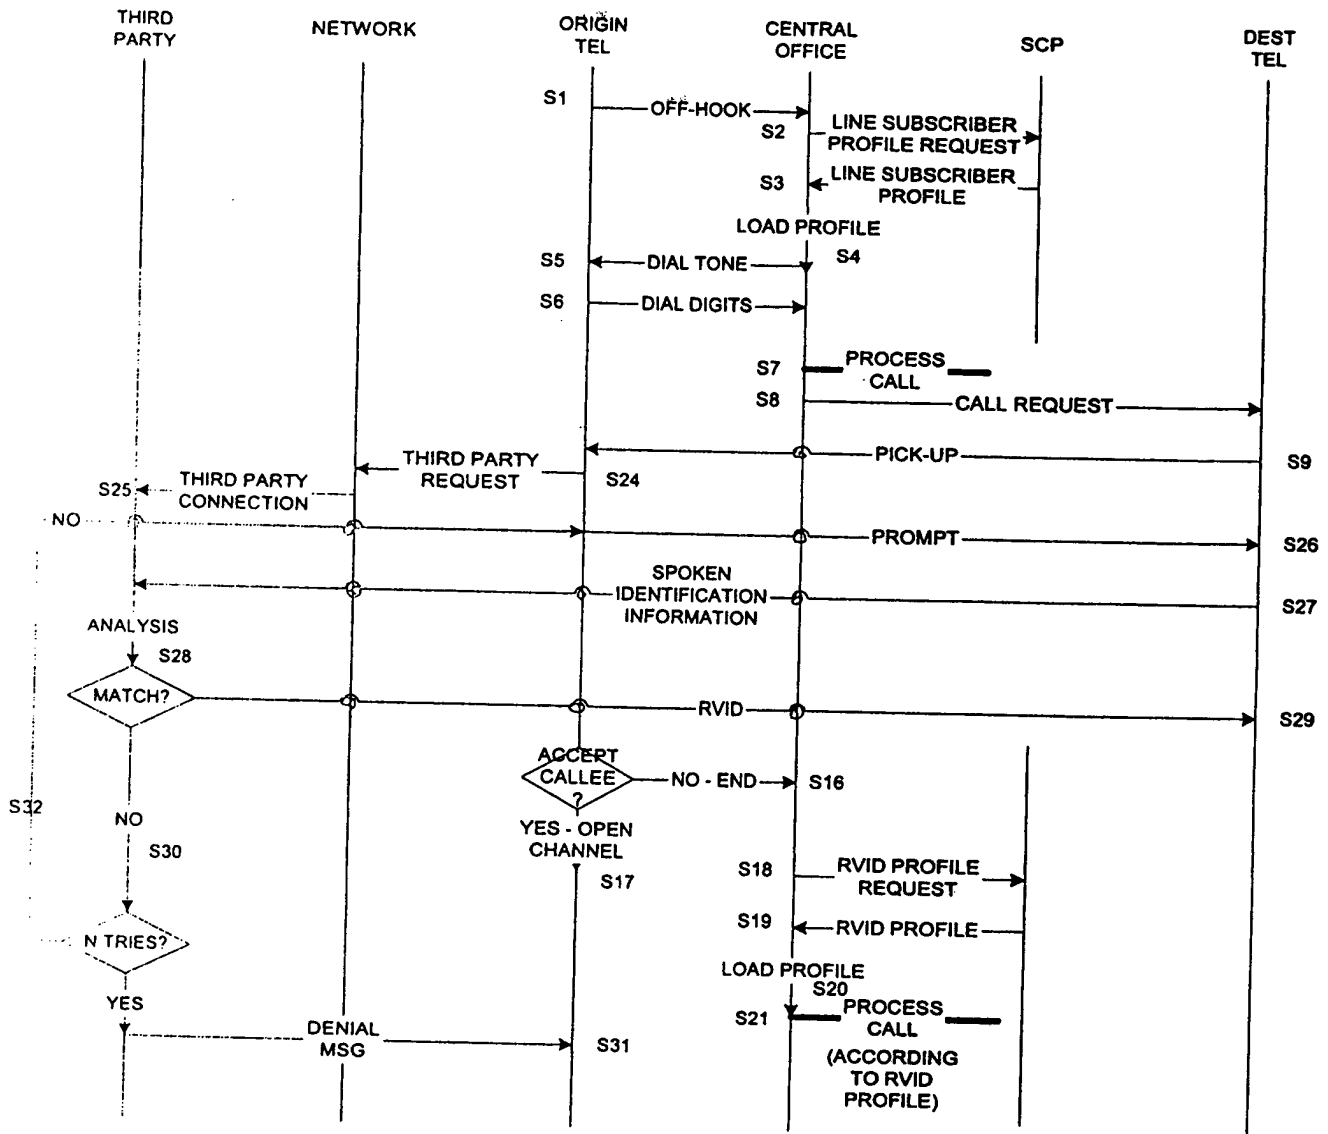 THIRD
PARTY
NETWORK
ORIGIN
TEL
CENTRAL
OFFICE
SCP
DEST
TEL
S1
OFF-HOOK
S2
LINE SUBSCRIBER
PROFILE REQUEST
S3
LINE SUBSCRIBER
PROFILE
LOAD PROFILE
S4
S5
DIAL TONE
S6
DIAL DIGITS
S7
PROCESS
CALL
S8
CALL REQUEST
PICK-UP
S9
THIRD PARTY
REQUEST
S24
S25
THIRD PARTY
CONNECTION
NO
PROMPT
S26
SPOKEN
IDENTIFICATION
INFORMATION
S27
ANALYSIS
S28
MATCH?
RVID
S29
ACCEPT
CALLEE
?
NO - END
S16
S32
NO
S30
YES - OPEN
CHANNEL
S17
S18
RVID PROFILE
REQUEST
S19
RVID PROFILE
N TRIES?
LOAD PROFILE
S20
YES
S21
PROCESS
CALL
DENIAL
MSG
S31
(ACCORDING
TO RVID
PROFILE)